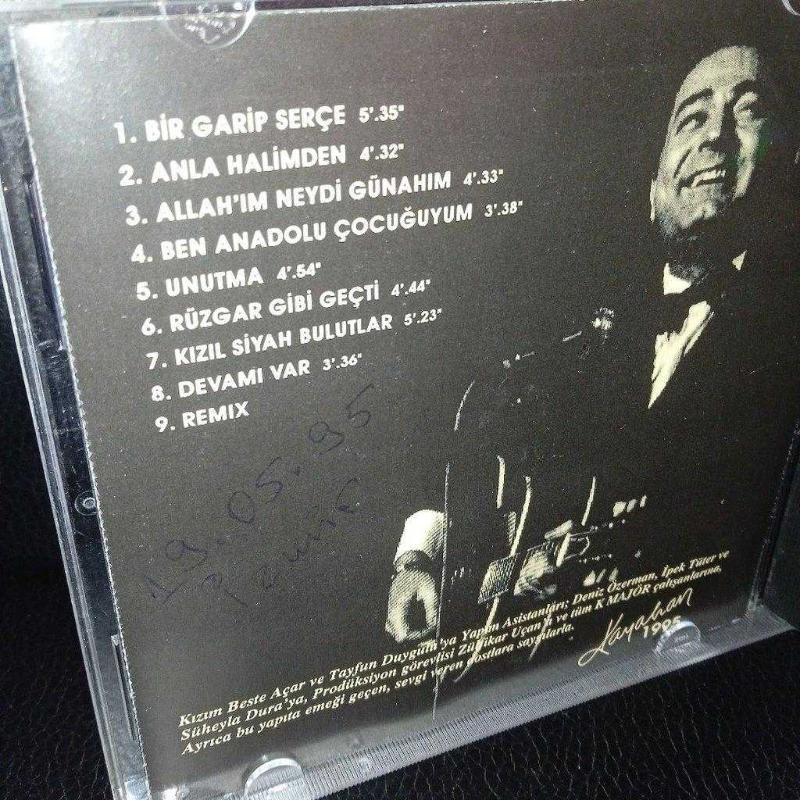 1. BİR GARİP SERÇE 5'.35"
2. ANLA HALİMDEN 4'.32"
3. ALLAH'IM NEYDİ GÜNAHIM 4'.33"
4. BEN ANADOLU ÇOCUĞUYUM 3'.38"
5. UNUTMA 4'.54"
6. RÜZGAR GİBİ GEÇTİ 4'.44"
7. KIZIL SİYAH BULUTLAR 5'.23"
8. DEVAMI VAR 3'.36"
9. REMIX
19.05.95
Kızım Beste Açar ve Tayfun Duygulu'ya Yapım Asistanları; Deniz Özerman, İpek Tüter ve
Süheyla Dura'ya, Prodüksiyon görevlisi Zülfikar Uçan'a ve tüm K MAJÖR çalışanlarına,
Ayrıca bu yapıta emeği geçen, sevgi veren dostlara saygılarla.
Kayahan
1995